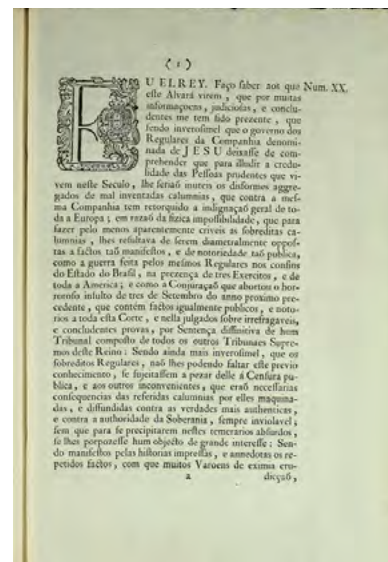 ( 1 )
EU ELREY. Faço saber aos que Num. XX.
este Alvará virem , que por muitas
informaçoens , judiciosas , e conclu-
dentes me tem sido prezente , que
sendo inverosimel que o governo dos
Regulares da Companhia denomi-
nada de JESU deixasse de com-
prehender que para illudir a credu-
lidade das Pessoas prudentes que vi-
vem neste Seculo , lhe seriaõ inuteis os disformes aggre-
gados de mal inventadas calumnias , que contra a mes-
ma Companhia tem retorquido a indignaçaõ geral de to-
da a Europa ; em razaõ da fizica impossibilidade, que para
fazer pelo menos aparentemente criveis as sobreditas ca-
lumnias , lhes resultava de serem diametralmente oppos-
tas a factos taõ manifestos , e de notoriedade taõ publica,
como a guerra feita pelos mesmos Regulares nos confins
do Estado do Brasil , na prezença de tres Exercitos , e de
toda a America ; e como a Conjuraçaõ que abortou o hor-
roroso insulto de tres de Setembro do anno proximo pre-
cedente , que contém factos igualmente publicos , e noto-
rios a toda esta Corte , e nella julgados sobre irrefragaveis,
e concludentes provas , por Sentença diffinitiva de hum
Tribunal composto de todos os outros Tribunaes Supre-
mos deste Reino : Sendo ainda mais inverosimel , que os
sobreditos Regulares , naõ lhes podendo faltar este previo
conhecimento , se sujeitassem a pezar delle á Censura pu-
blica , e aos outros inconvenientes , que eraõ necessarias
consequencias das referidas calumnias por elles maquina-
das , e diffundidas contra as verdades mais authenticas ,
e contra a authoridade da Soberania , sempre inviolavel ;
sem que para se precipitarem nestes temerarios absurdos ,
se lhes porpozesse hum objecto de grande interesse : Sen-
do manifestos pelas historias impressas , e annedotas os re-
petidos factos , com que muitos Varoens de eximia eru-
a dicçaõ ,